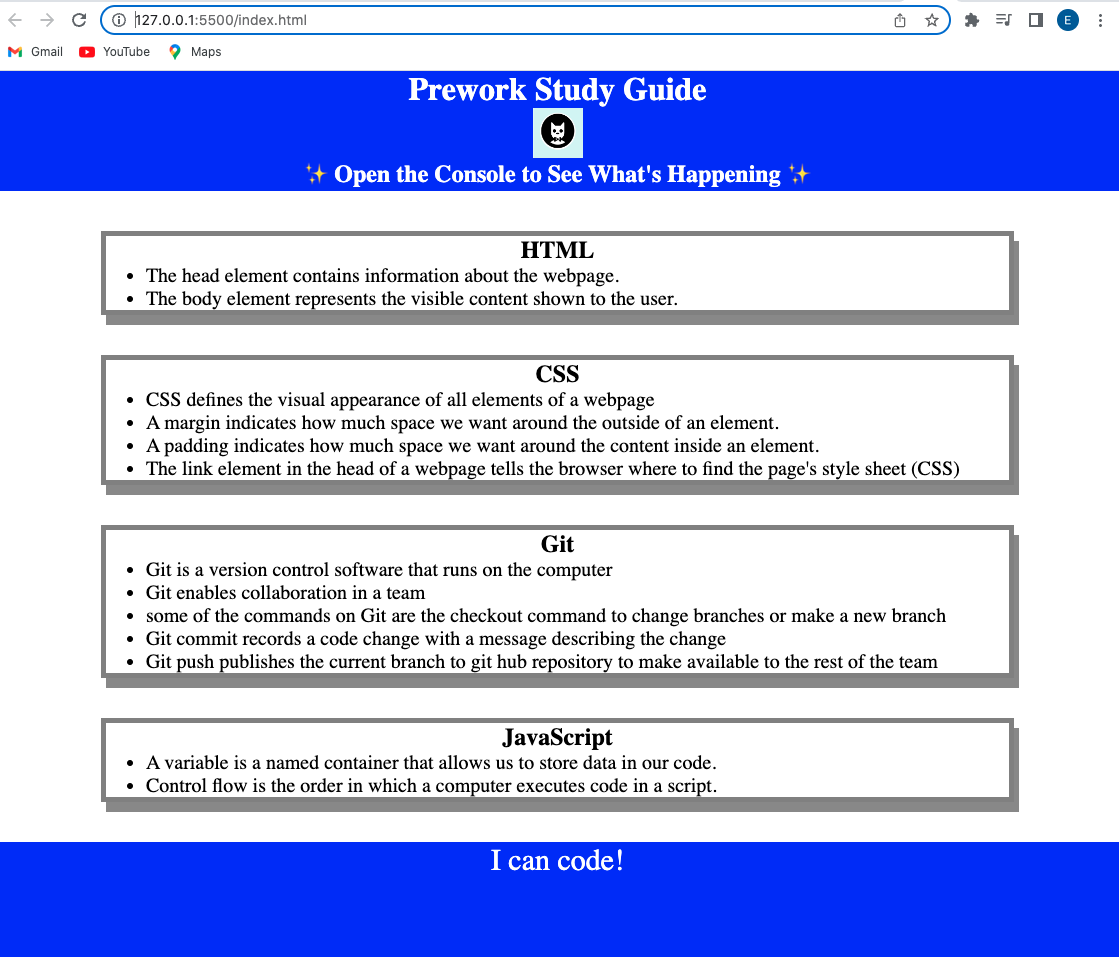 127.0.0.1:5500/index.html
E
Gmail YouTube Maps
Prework Study Guide
✨ Open the Console to See What's Happening ✨
HTML
• The head element contains information about the webpage.
• The body element represents the visible content shown to the user.
CSS
• CSS defines the visual appearance of all elements of a webpage
• A margin indicates how much space we want around the outside of an element.
• A padding indicates how much space we want around the content inside an element.
• The link element in the head of a webpage tells the browser where to find the page's style sheet (CSS)
Git
• Git is a version control software that runs on the computer
• Git enables collaboration in a team
• some of the commands on Git are the checkout command to change branches or make a new branch
• Git commit records a code change with a message describing the change
• Git push publishes the current branch to git hub repository to make available to the rest of the team
JavaScript
• A variable is a named container that allows us to store data in our code.
• Control flow is the order in which a computer executes code in a script.
I can code!